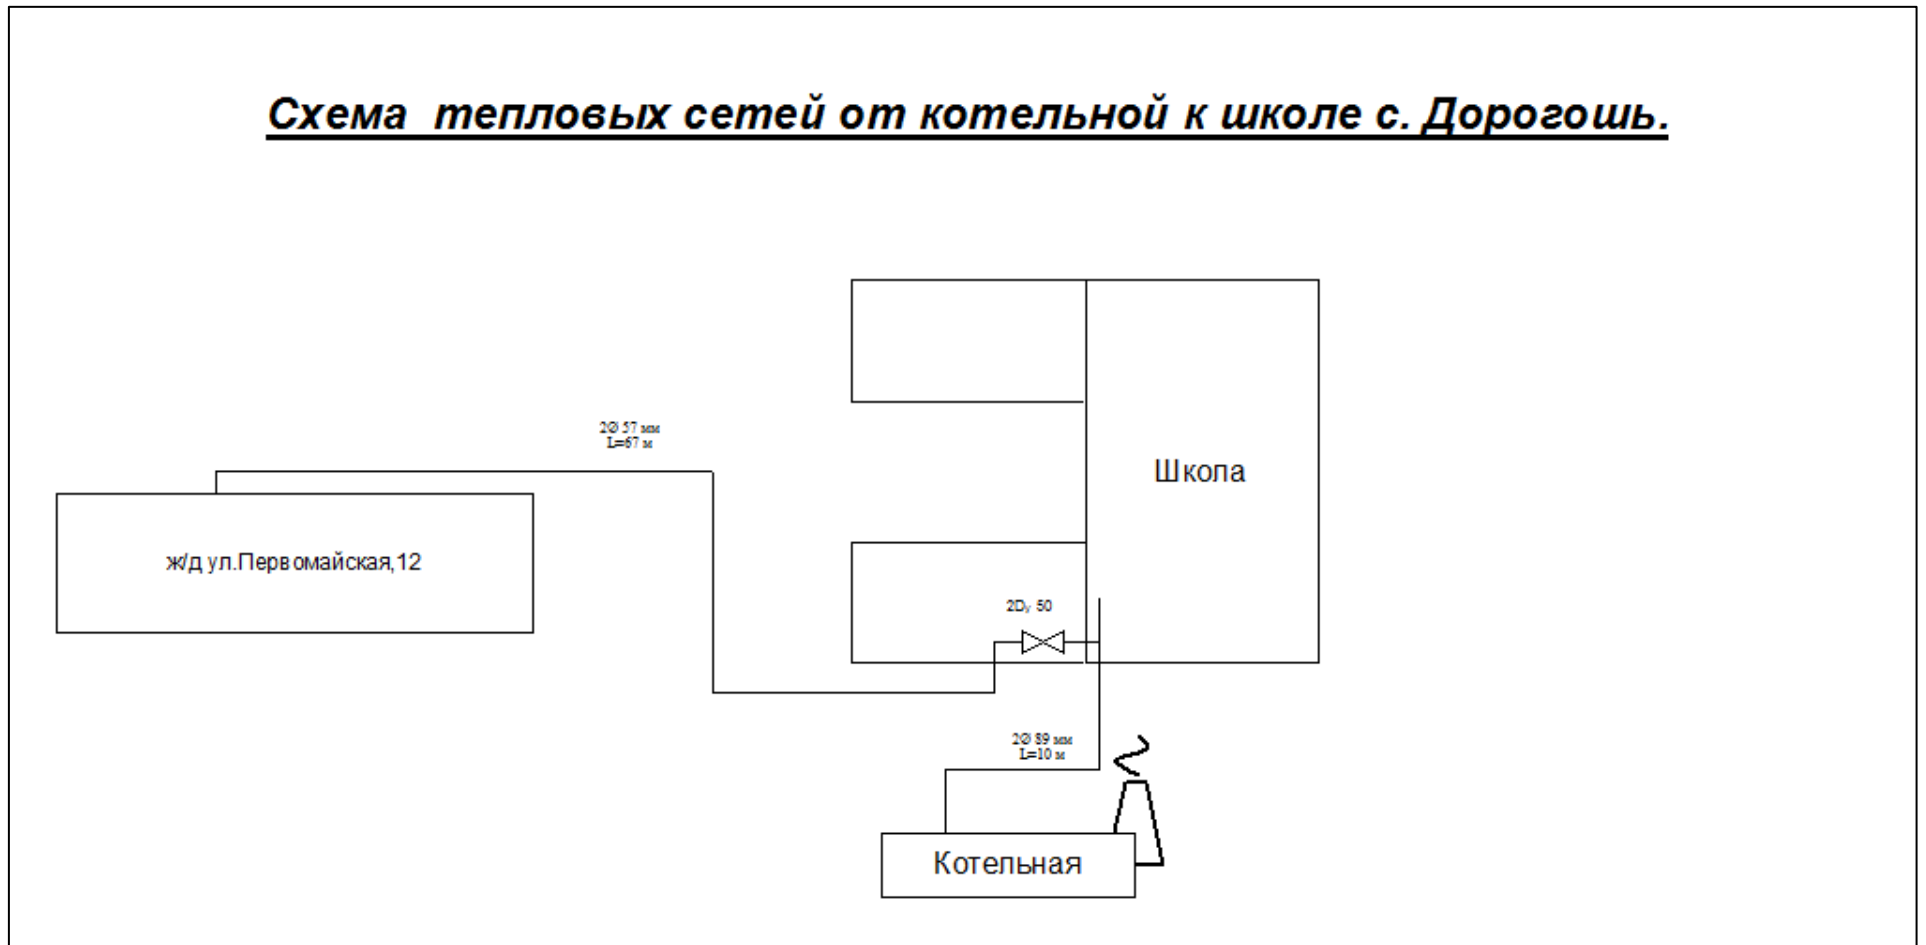 Схема тепловых сетей от котельной к школе с. Дорогошь.
2Ø 57 мм
L=67 м
Школа
ж/д ул.Первомайская,12
2Dу 50
2Ø 89 мм
L=10 м
Котельная